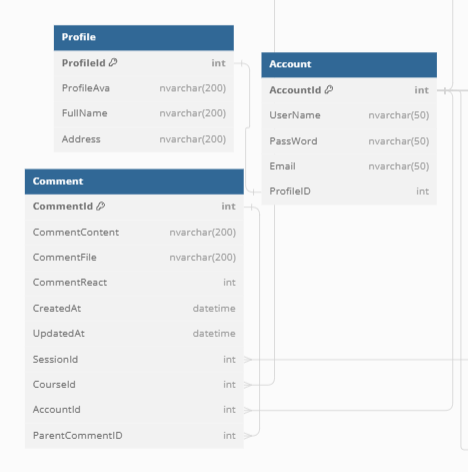 Profile
ProfileId int
ProfileAva nvarchar(200)
FullName nvarchar(200)
Address nvarchar(200)
Account
AccountId int
UserName nvarchar(50)
PassWord nvarchar(50)
Email nvarchar(50)
ProfileID int
Comment
CommentId int
CommentContent nvarchar(200)
CommentFile nvarchar(200)
CommentReact int
CreatedAt datetime
UpdatedAt datetime
SessionId int
CourseId int
AccountId int
ParentCommentID int